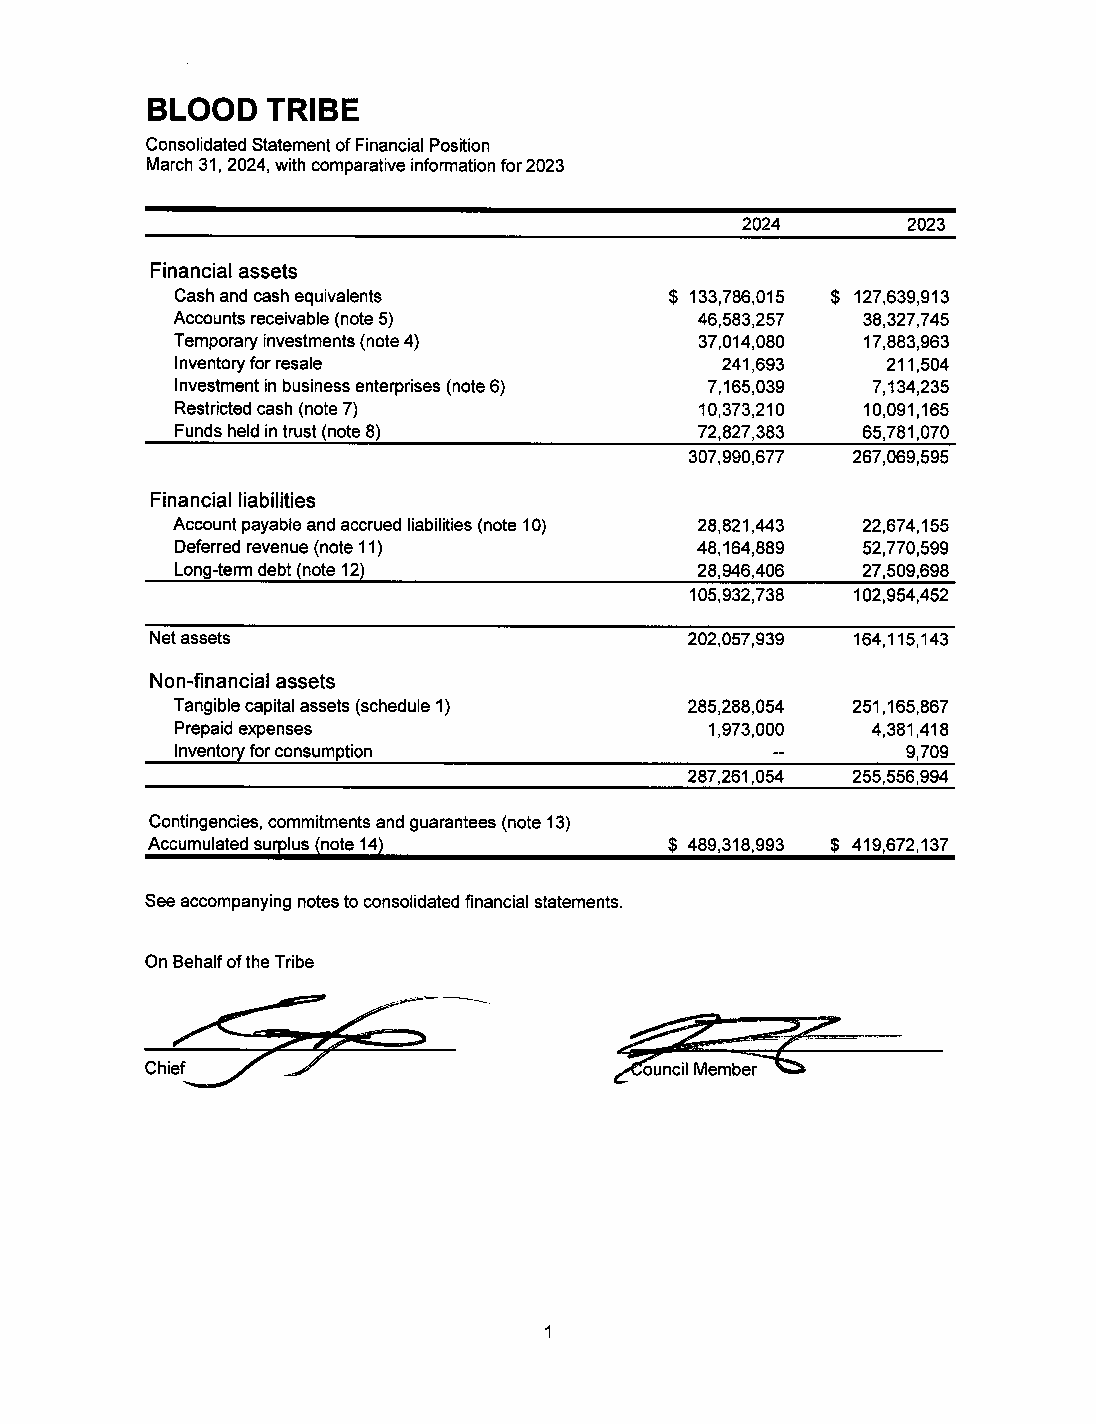 BLOOD TRIBE
Consolidated Statement of Financial Position
March 31, 2024, with comparative information for 2023
2024 2023
Financial assets
Cash and cash equivalents $ 133,786,015 $ 127,639,913
Accounts receivable (note 5) 46,583,257 38,327,745
Temporary investments (note 4) 37,014,080 17,883,963
Inventory for resale 241,693 211,504
Investment in business enterprises (note 6) 7,165,039 7,134,235
Restricted cash (note 7) 10,373,210 10,091,165
Funds held in trust (note 8) 72,827,383 65,781,070
307,990,677 267,069,595
Financial liabilities
Account payable and accrued liabilities (note 10) 28,821,443 22,674,155
Deferred revenue (note 11) 48,164,889 52,770,599
Long-term debt (note 12) 28,946,406 27,509,698
105,932,738 102,954,452
Net assets 202,057,939 164,115,143
Non-financial assets
Tangible capital assets (schedule 1) 285,288,054 251,165,867
Prepaid expenses 1,973,000 4,381,418
Inventory for consumption -- 9,709
287,261,054 255,556,994
Contingencies, commitments and guarantees (note 13)
Accumulated surplus (note 14) $ 489,318,993 $ 419,672,137
See accompanying notes to consolidated financial statements.
On Behalf of the Tribe
Chief Council Member
1